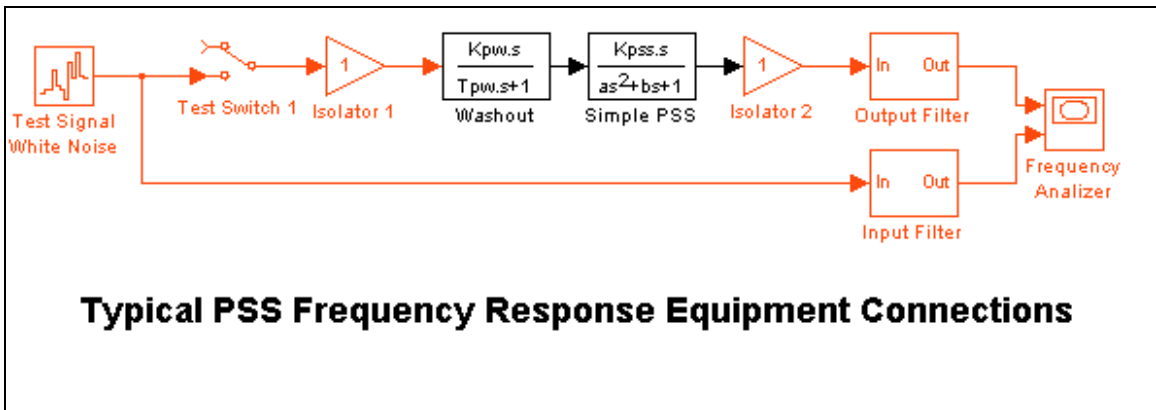 Test Signal
White Noise
Test Switch 1
1
Isolator 1
Kpw.s
Tpw.s+1
Washout
Kpss.s
as2+bs+1
Simple PSS
1
Isolator 2
In Out
Output Filter
In Out
Input Filter
Frequency
Analizer
Typical PSS Frequency Response Equipment Connections